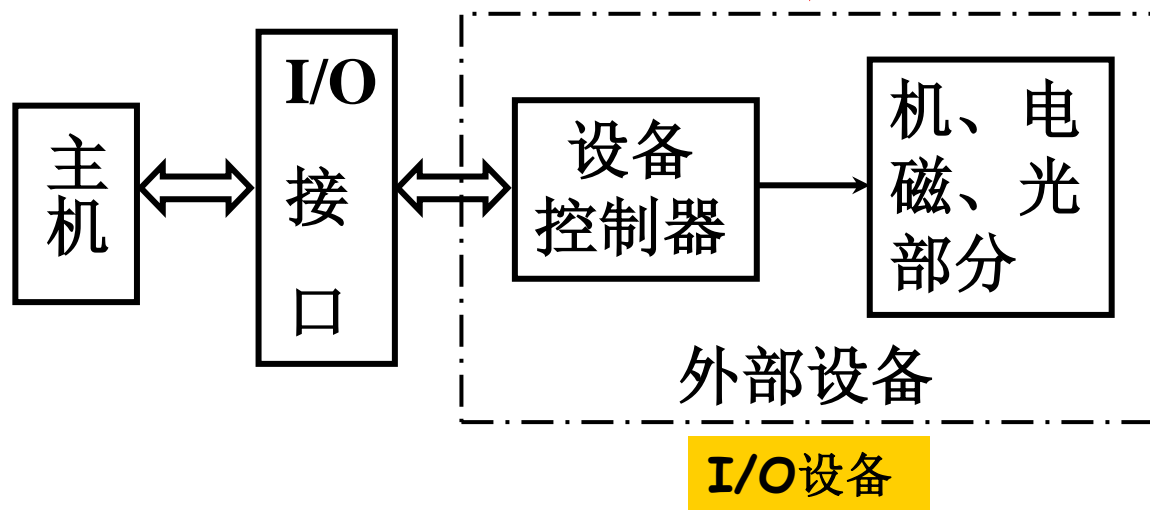 主
机
I/O
接
口
设备
控制器
机、电
磁、光
部分
外部设备
I/O设备